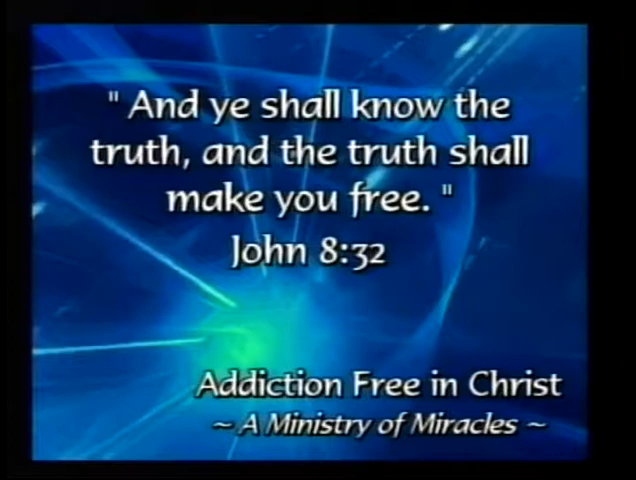 " And ye shall know the
truth, and the truth shall
make you free. "
John 8:32
Addiction Free in Christ
~ A Ministry of Miracles ~